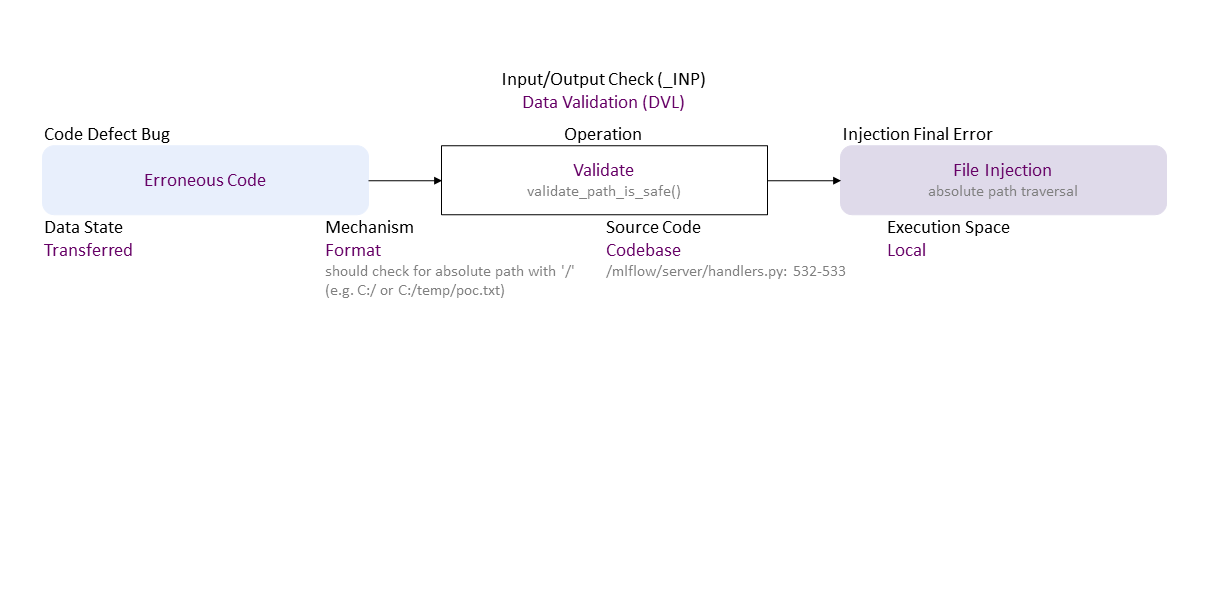 Input/Output Check (_INP)
Data Validation (DVL)
Code Defect Bug
Operation
Injection Final Error
Erroneous Code
Validate
validate_path_is_safe()
File Injection
absolute path traversal
Data State
Transferred
Mechanism
Format
should check for absolute path with '/'
(e.g. C:/ or C:/temp/poc.txt)
Source Code
Codebase
/mlflow/server/handlers.py: 532-533
Execution Space
Local